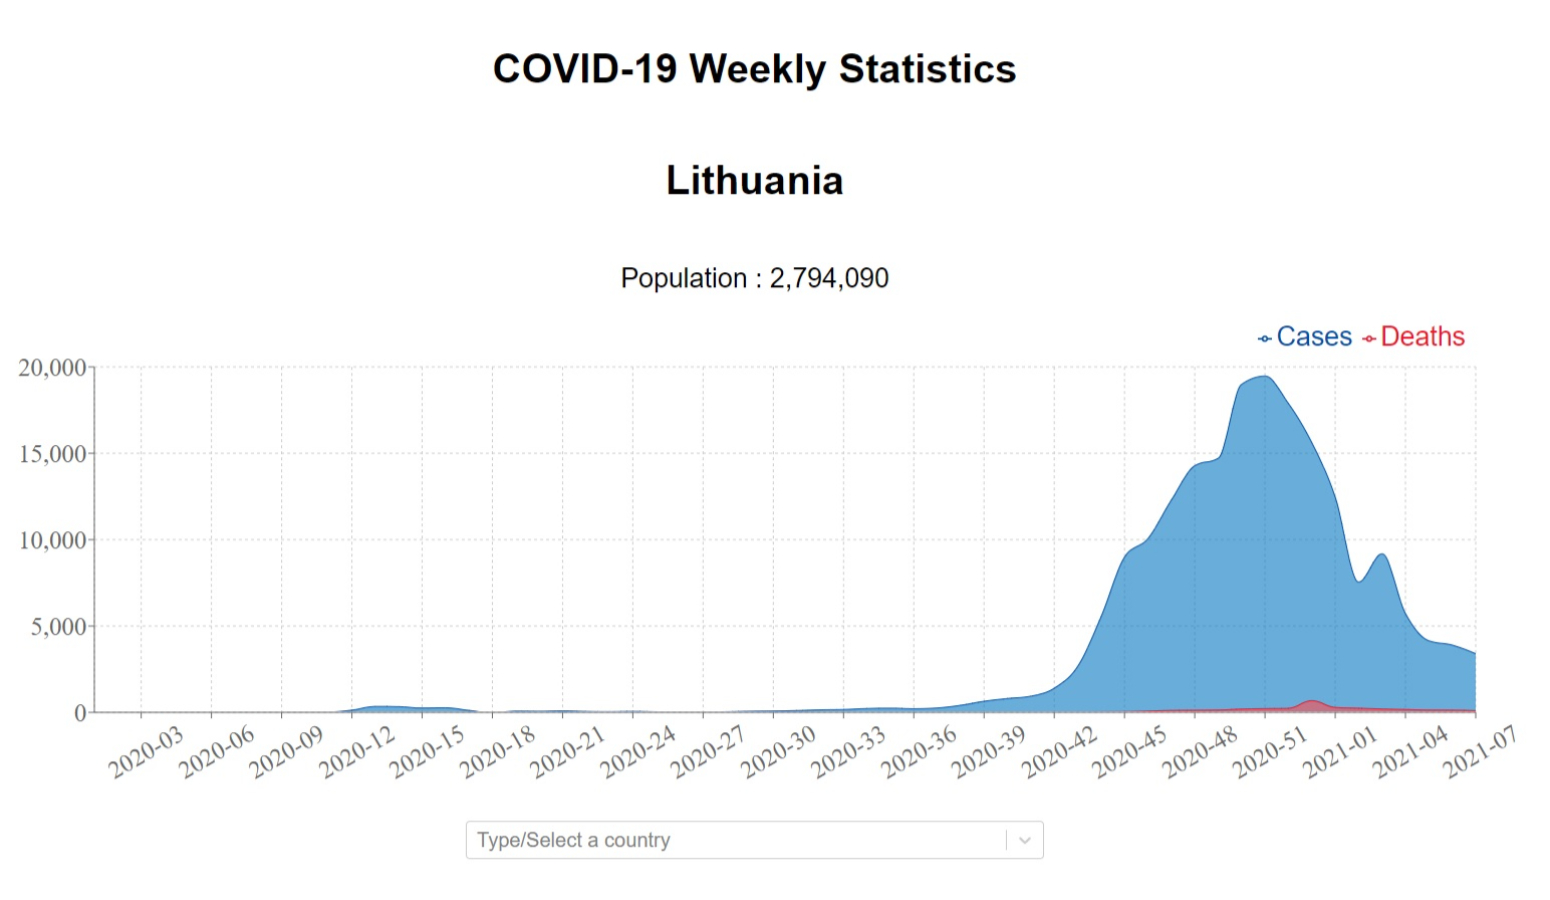 COVID-19 Weekly Statistics
Lithuania
Population : 2,794,090
Cases Deaths
20,000
15,000
10,000
5,000
0
2020-03 2020-06 2020-09 2020-12 2020-15 2020-18 2020-21 2020-24 2020-27 2020-30 2020-33 2020-36 2020-39 2020-42 2020-45 2020-48 2020-51 2021-01 2021-04 2021-07
Type/Select a country